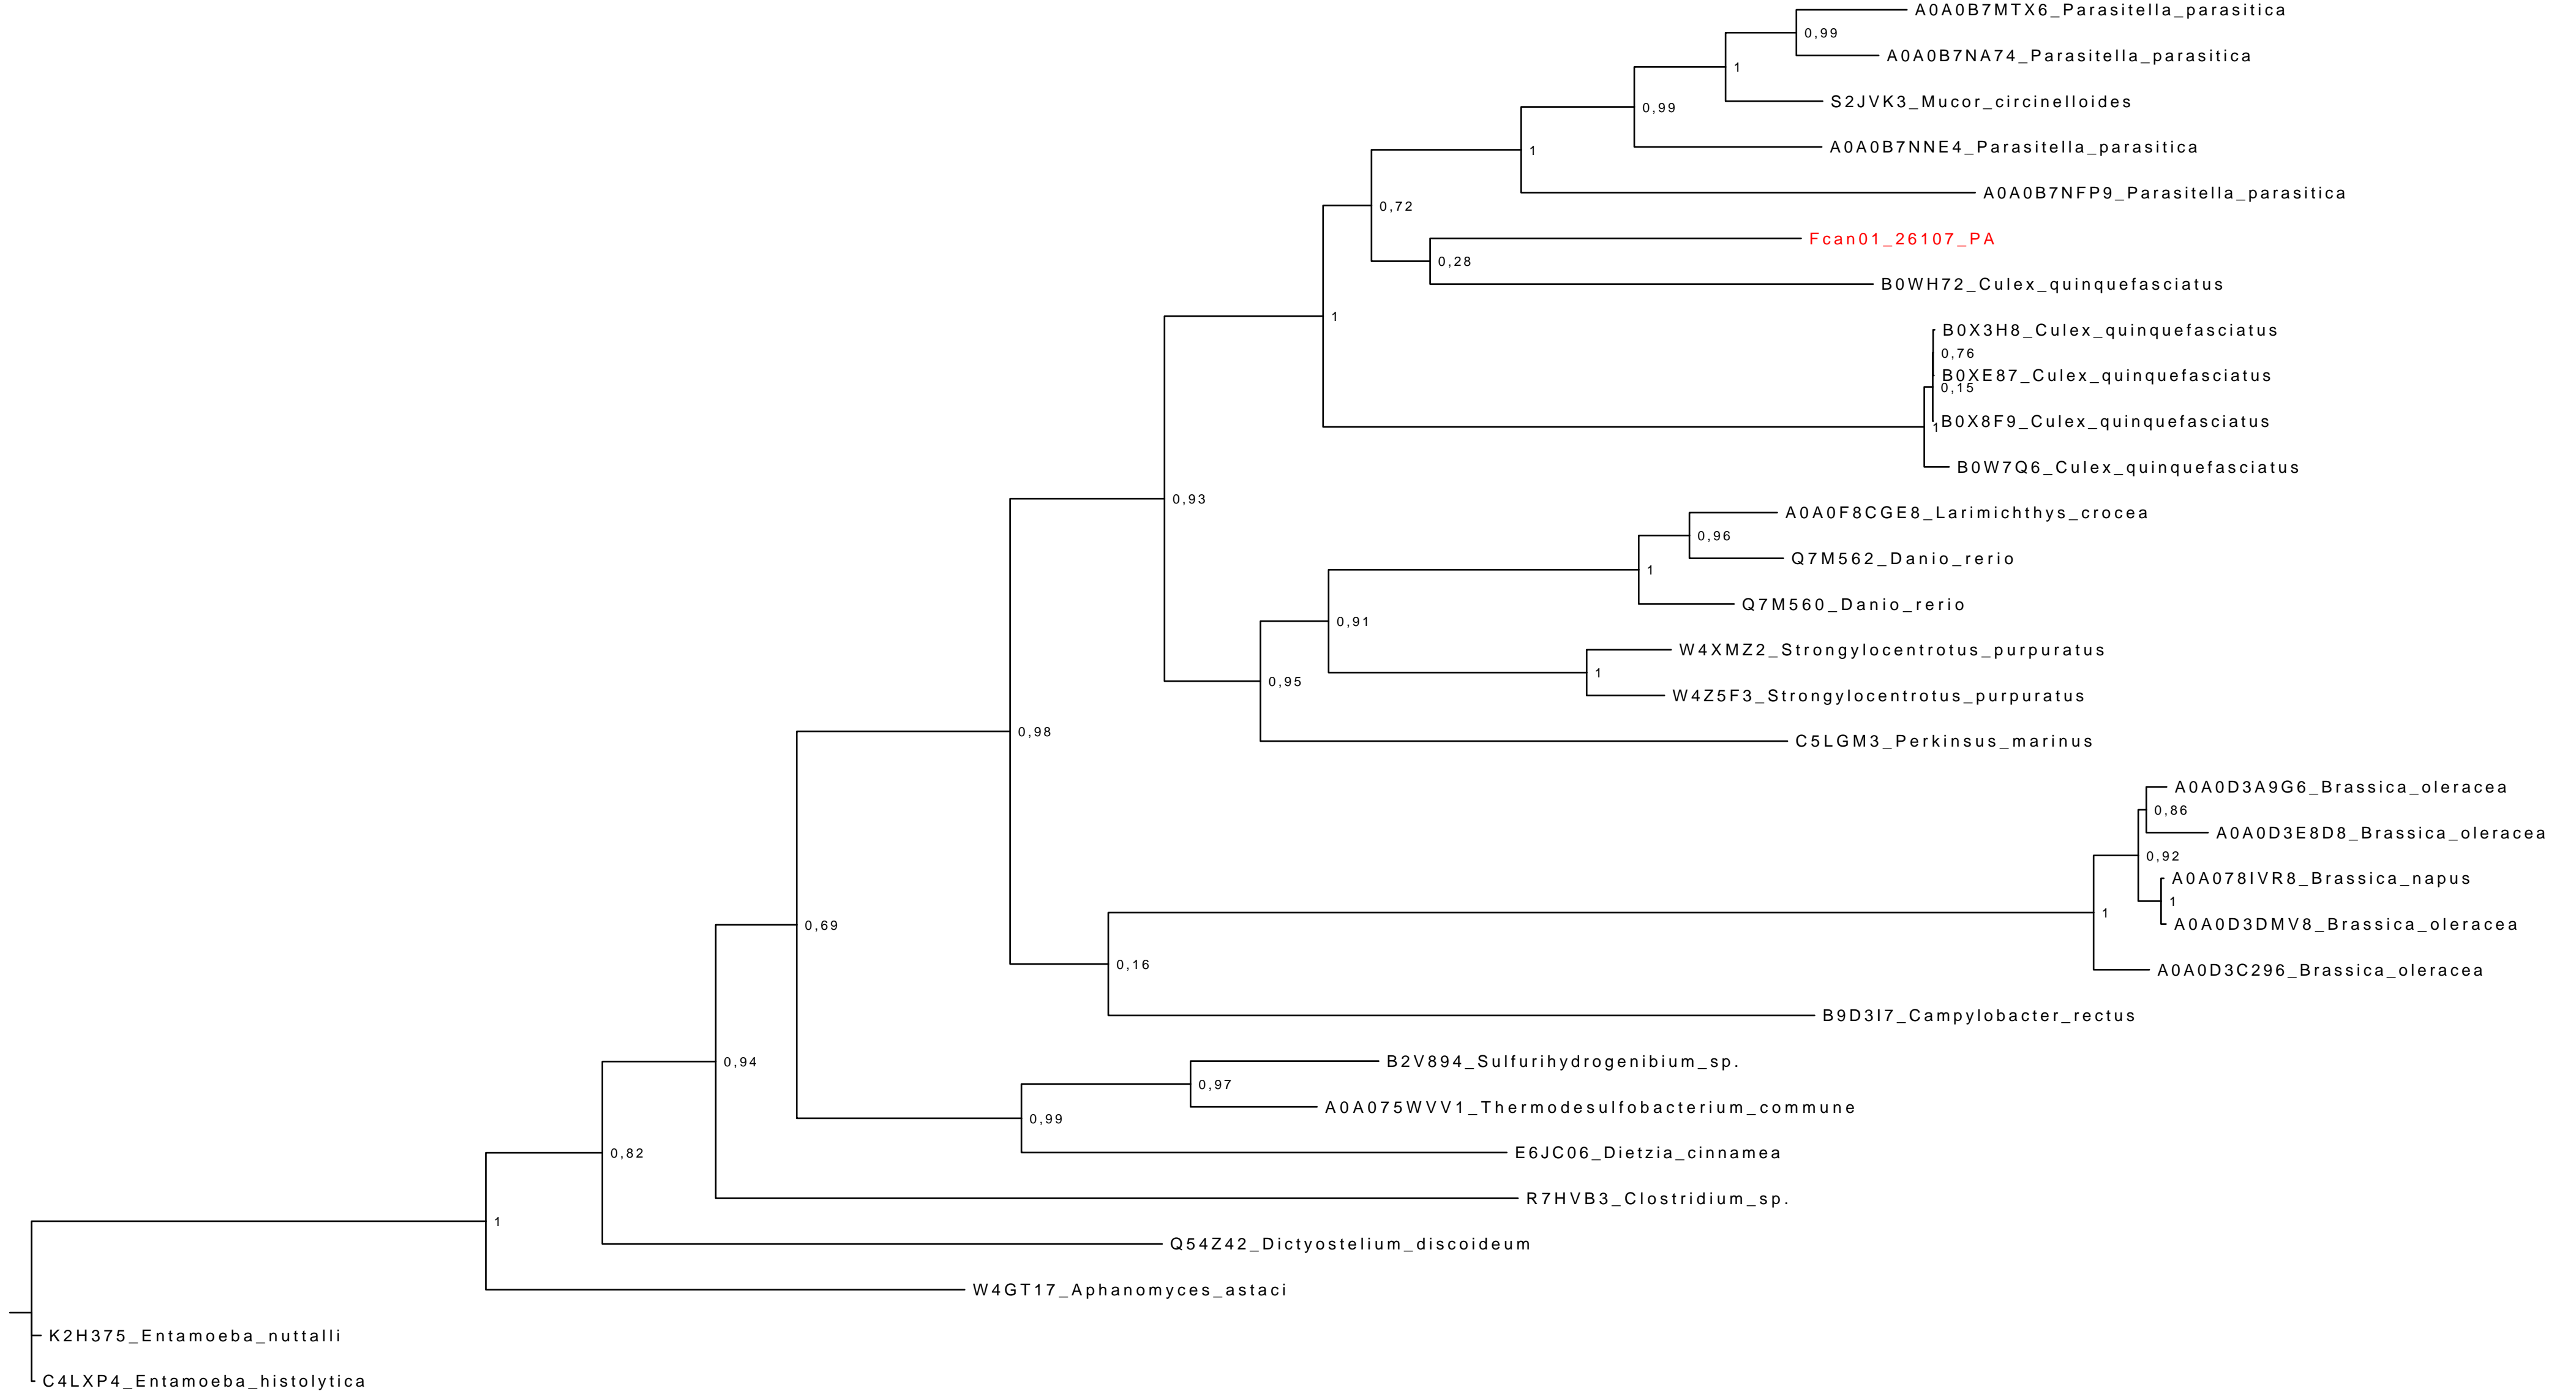 A0A0B7MTX6_Parasitella_parasitica
0,99
A0A0B7NA74_Parasitella_parasitica
1
S2JVK3_Mucor_circinelloides
0,99
A0A0B7NNE4_Parasitella_parasitica
1
A0A0B7NFP9_Parasitella_parasitica
0,72
Fcan01_26107_PA
0,28
B0WH72_Culex_quinquefasciatus
1
B0X3H8_Culex_quinquefasciatus
0,76
B0XE87_Culex_quinquefasciatus
0,15
B0X8F9_Culex_quinquefasciatus
1
B0W7Q6_Culex_quinquefasciatus
0,93
A0A0F8CGE8_Larimichthys_crocea
0,96
Q7M562_Danio_rerio
1
Q7M560_Danio_rerio
0,91
W4XMZ2_Strongylocentrotus_purpuratus
1
W4Z5F3_Strongylocentrotus_purpuratus
0,95
C5LGM3_Perkinsus_marinus
0,98
A0A0D3A9G6_Brassica_oleracea
0,86
A0A0D3E8D8_Brassica_oleracea
0,92
A0A078IVR8_Brassica_napus
1
A0A0D3DMV8_Brassica_oleracea
1
A0A0D3C296_Brassica_oleracea
0,16
B9D3I7_Campylobacter_rectus
0,69
B2V894_Sulfurihydrogenibium_sp.
0,97
A0A075WVV1_Thermodesulfobacterium_commune
0,99
E6JC06_Dietzia_cinnamea
0,94
R7HVB3_Clostridium_sp.
0,82
Q54Z42_Dictyostelium_discoideum
1
W4GT17_Aphanomyces_astaci
K2H375_Entamoeba_nuttalli
C4LXP4_Entamoeba_histolytica